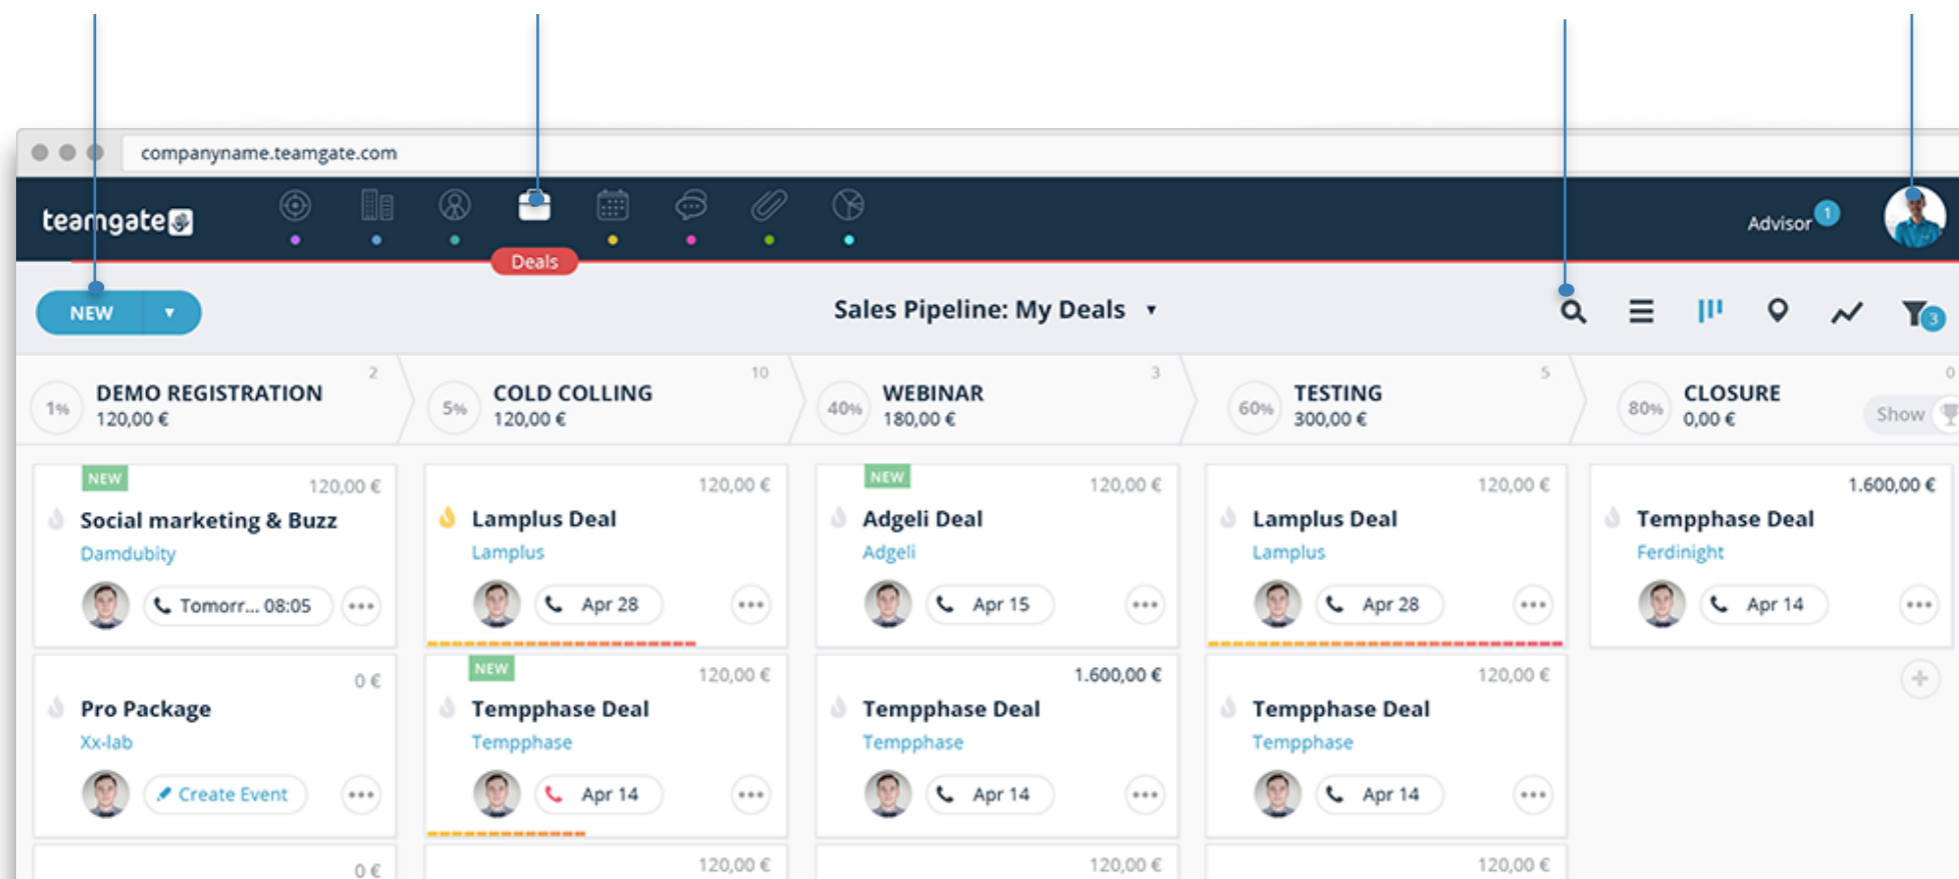 companyname.teamgate.com
teamgate
Advisor 1
Deals
NEW ▼
Sales Pipeline: My Deals ▼
3
1% DEMO REGISTRATION 2
120,00 €
5% COLD COLLING 10
120,00 €
40% WEBINAR 3
180,00 €
60% TESTING 5
300,00 €
80% CLOSURE 0
0,00 €
Show
NEW 120,00 €
Social marketing & Buzz
Damdubity
Tomorr... 08:05
120,00 €
Lamplus Deal
Lamplus
Apr 28
NEW 120,00 €
Adgeli Deal
Adgeli
Apr 15
120,00 €
Lamplus Deal
Lamplus
Apr 28
1.600,00 €
Tempphase Deal
Ferdinight
Apr 14
0 €
Pro Package
Xx-lab
Create Event
NEW 120,00 €
Tempphase Deal
Tempphase
Apr 14
1.600,00 €
Tempphase Deal
Tempphase
Apr 14
120,00 €
Tempphase Deal
Tempphase
Apr 14
0 €
120,00 €
120,00 €
120,00 €